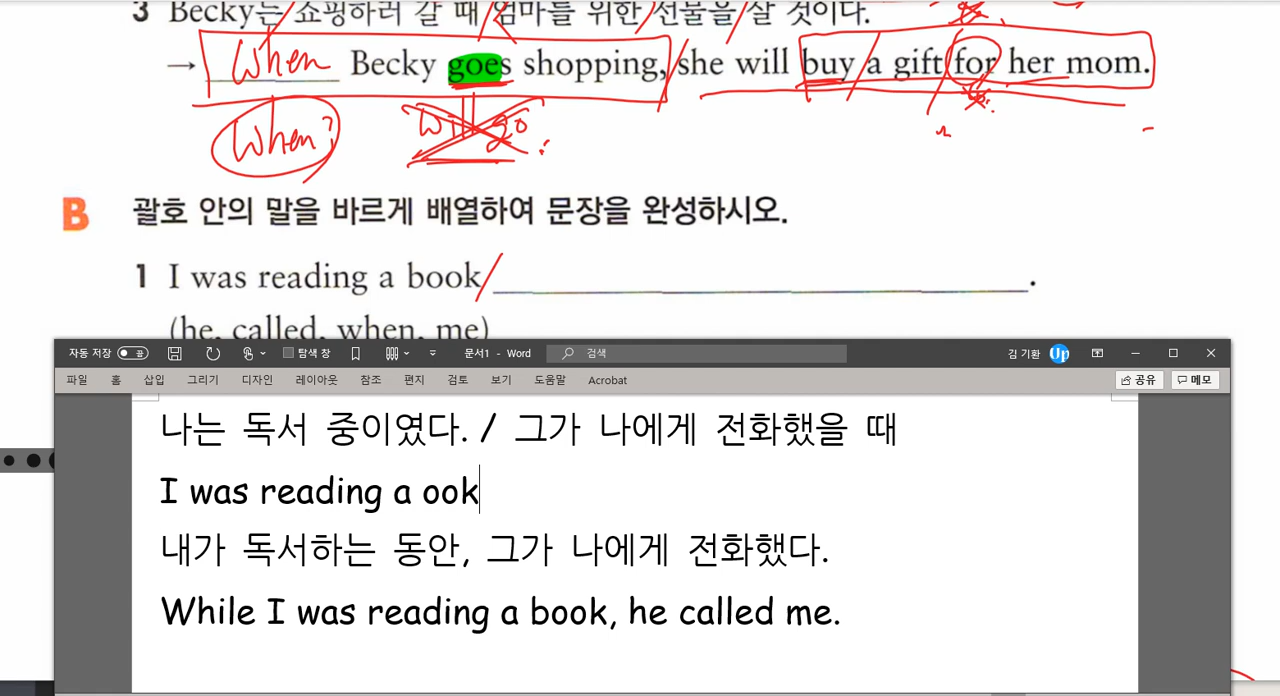 3 Becky는 쇼핑하러 갈 때 엄마를 위한 선물을 살 것이다.
→ When Becky goes shopping, she will buy a gift for her mom.
When? will go
B 괄호 안의 말을 바르게 배열하여 문장을 완성하시오.
1 I was reading a book / .
(he, called, when, me)
자동 저장 끔 탐색 창 문서1 - Word 검색 김 기환 Up
파일 홈 삽입 그리기 디자인 레이아웃 참조 편지 검토 보기 도움말 Acrobat 공유 메모
나는 독서 중이였다. / 그가 나에게 전화했을 때
I was reading a ook
내가 독서하는 동안, 그가 나에게 전화했다.
While I was reading a book, he called me.